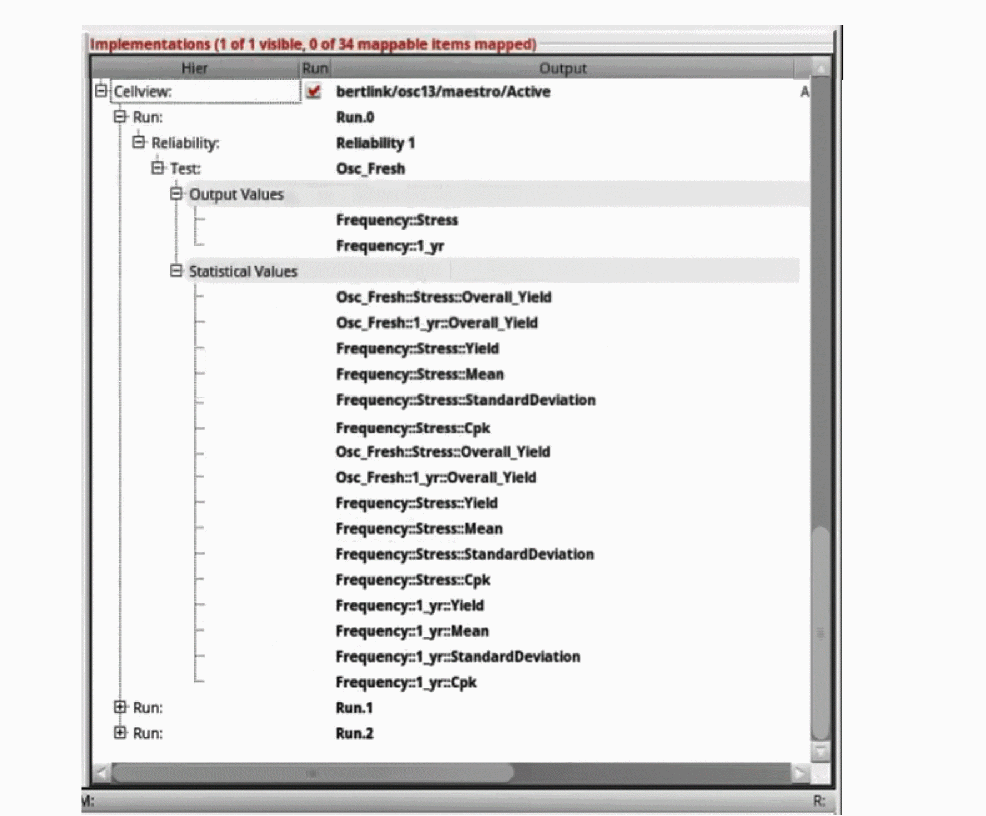 Implementations (1 of 1 visible, 0 of 34 mappable items mapped)
Hier Run Output
Cellview: bertlink/osc13/maestro/Active A
Run: Run.0
Reliability: Reliability 1
Test: Osc_Fresh
Output Values
Frequency::Stress
Frequency::1_yr
Statistical Values
Osc_Fresh::Stress::Overall_Yield
Osc_Fresh::1_yr::Overall_Yield
Frequency::Stress::Yield
Frequency::Stress::Mean
Frequency::Stress::StandardDeviation
Frequency::Stress::Cpk
Osc_Fresh::Stress::Overall_Yield
Osc_Fresh::1_yr::Overall_Yield
Frequency::Stress::Yield
Frequency::Stress::Mean
Frequency::Stress::StandardDeviation
Frequency::Stress::Cpk
Frequency::1_yr::Yield
Frequency::1_yr::Mean
Frequency::1_yr::StandardDeviation
Frequency::1_yr::Cpk
Run: Run.1
Run: Run.2
M: R: